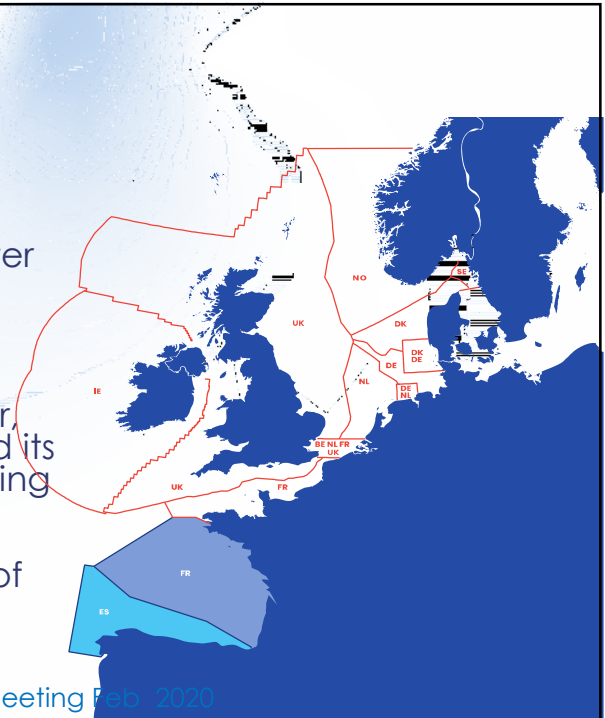 er
r,
d its
ing
of
NO
SE
UK
DK
DK
DE
DE
NL
DE
NL
IE
BE NL FR
UK
UK
FR
FR
ES
eeting Feb 2020